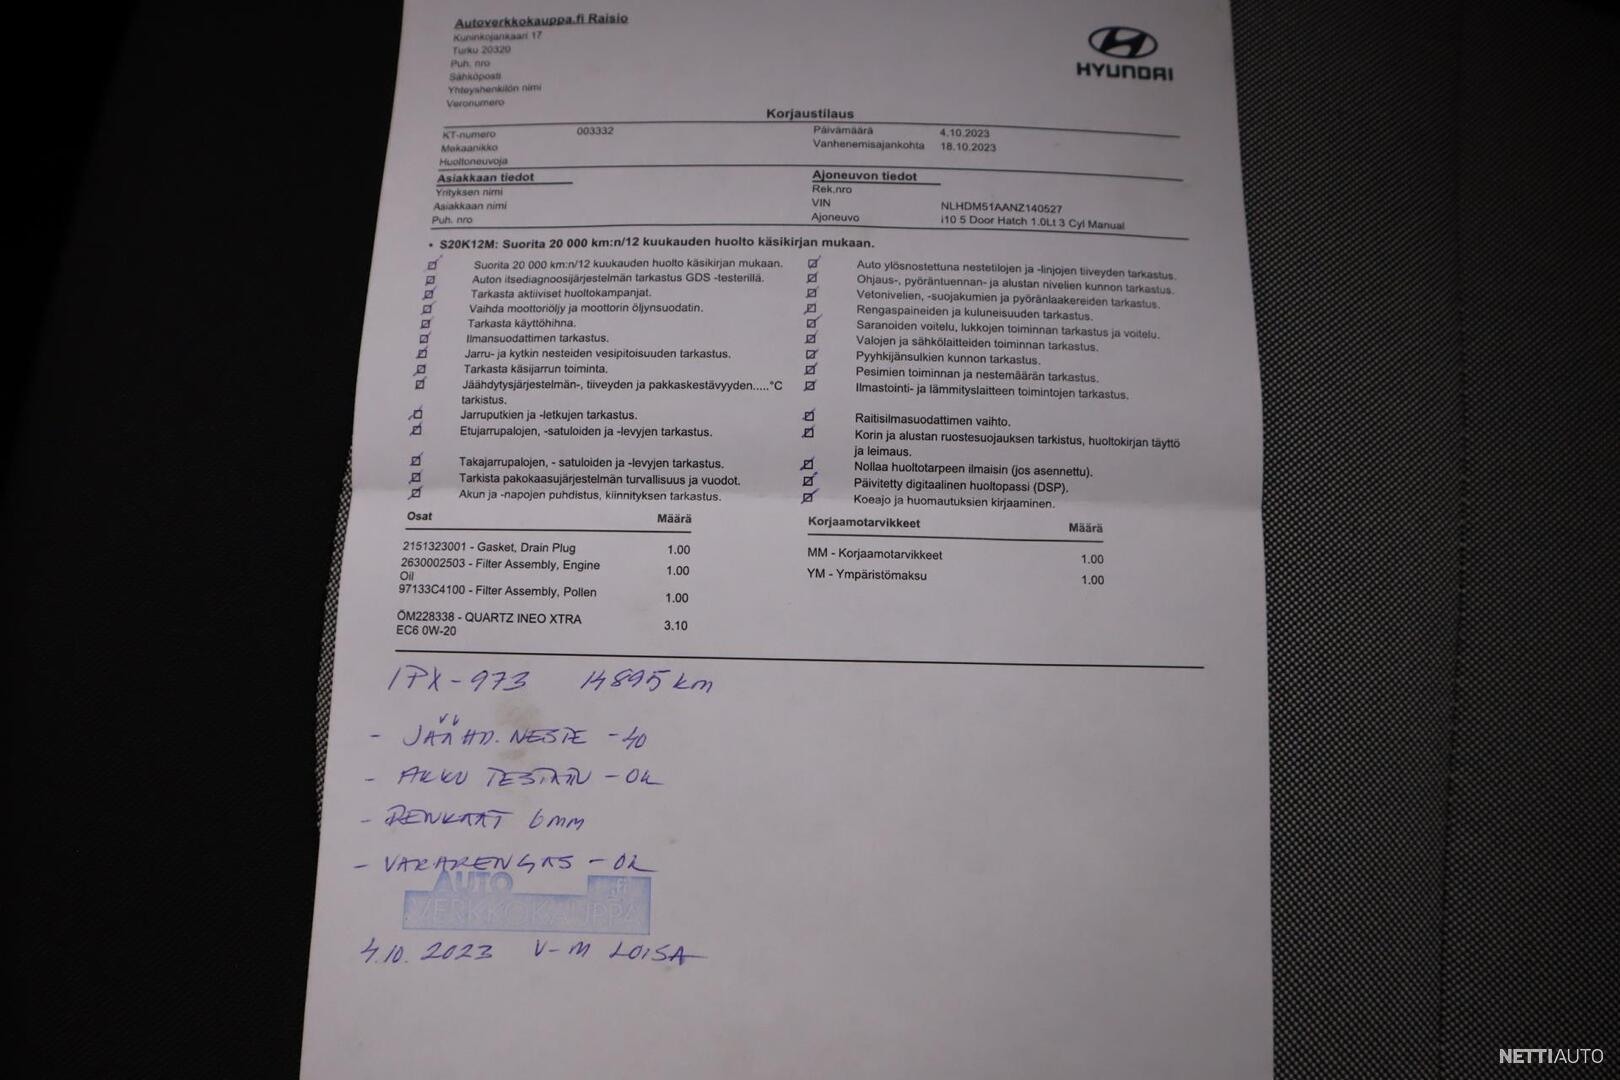 Autoverkkokauppa.fi Raisio
Kuninkojankaari 17
Turku 20320
Puh. nro
Sähköposti
Yhteyshenkilön nimi
Veronumero
HYUNDAI
Korjaustilaus
KT-numero 003332 Päivämäärä 4.10.2023
Mekaanikko Vanhenemisajankohta 18.10.2023
Huoltoneuvoja
Asiakkaan tiedot Ajoneuvon tiedot
Yrityksen nimi Rek.nro
Asiakkaan nimi VIN NLHDM51AANZ140527
Puh. nro Ajoneuvo i10 5 Door Hatch 1.0Lt 3 Cyl Manual
• S20K12M: Suorita 20 000 km:n/12 kuukauden huolto käsikirjan mukaan.
Suorita 20 000 km:n/12 kuukauden huolto käsikirjan mukaan.
Auton itsediagnoosijärjestelmän tarkastus GDS -testerillä.
Tarkasta aktiiviset huoltokampanjat.
Vaihda moottoriöljy ja moottorin öljynsuodatin.
Tarkasta käyttöhihna.
Ilmansuodattimen tarkastus.
Jarru- ja kytkin nesteiden vesipitoisuuden tarkastus.
Tarkasta käsijarrun toiminta.
Jäähdytysjärjestelmän-, tiiveyden ja pakkaskestävyyden.....°C
tarkistus.
Jarruputkien ja -letkujen tarkastus.
Etujarrupalojen, -satuloiden ja -levyjen tarkastus.
Takajarrupalojen, - satuloiden ja -levyjen tarkastus.
Tarkista pakokaasujärjestelmän turvallisuus ja vuodot.
Akun ja -napojen puhdistus, kiinnityksen tarkastus.
Auto ylösnostettuna nestetilojen ja -linjojen tiiveyden tarkastus.
Ohjaus-, pyöräntuennan- ja alustan nivelien kunnon tarkastus.
Vetonivelien, -suojakumien ja pyöränlaakereiden tarkastus.
Rengaspaineiden ja kuluneisuuden tarkastus.
Saranoiden voitelu, lukkojen toiminnan tarkastus ja voitelu.
Valojen ja sähkölaitteiden toiminnan tarkastus.
Pyyhkijänsulkien kunnon tarkastus.
Pesimien toiminnan ja nestemäärän tarkastus.
Ilmastointi- ja lämmityslaitteen toimintojen tarkastus.
Raitisilmasuodattimen vaihto.
Korin ja alustan ruostesuojauksen tarkistus, huoltokirjan täyttö
ja leimaus.
Nollaa huoltotarpeen ilmaisin (jos asennettu).
Päivitetty digitaalinen huoltopassi (DSP).
Koeajo ja huomautuksien kirjaaminen.
Osat Määrä
2151323001 - Gasket, Drain Plug 1.00
2630002503 - Filter Assembly, Engine
Oil 1.00
97133C4100 - Filter Assembly, Pollen 1.00
ÖM228338 - QUARTZ INEO XTRA
EC6 0W-20 3.10
Korjaamotarvikkeet Määrä
MM - Korjaamotarvikkeet 1.00
YM - Ympäristömaksu 1.00
IPX-973 14895 km
- JÄÄHD. NESTE -40
- AKKU TESTATTU - OK
- RENKAAT 6mm
- VARARENGAS - OK
AUTO .fi
VERKKOKAUPPA
4.10.2023 V-M LOISA
NETTIAUTO